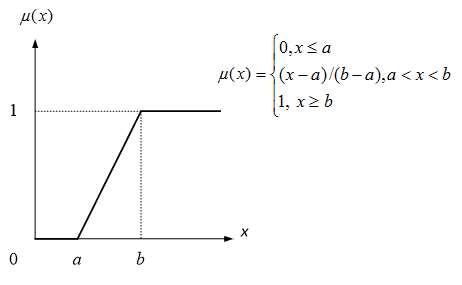 μ(x)
0, x ≤ a
μ(x) = { (x − a)/(b − a), a < x < b
1, x ≥ b
1
x
0 a b